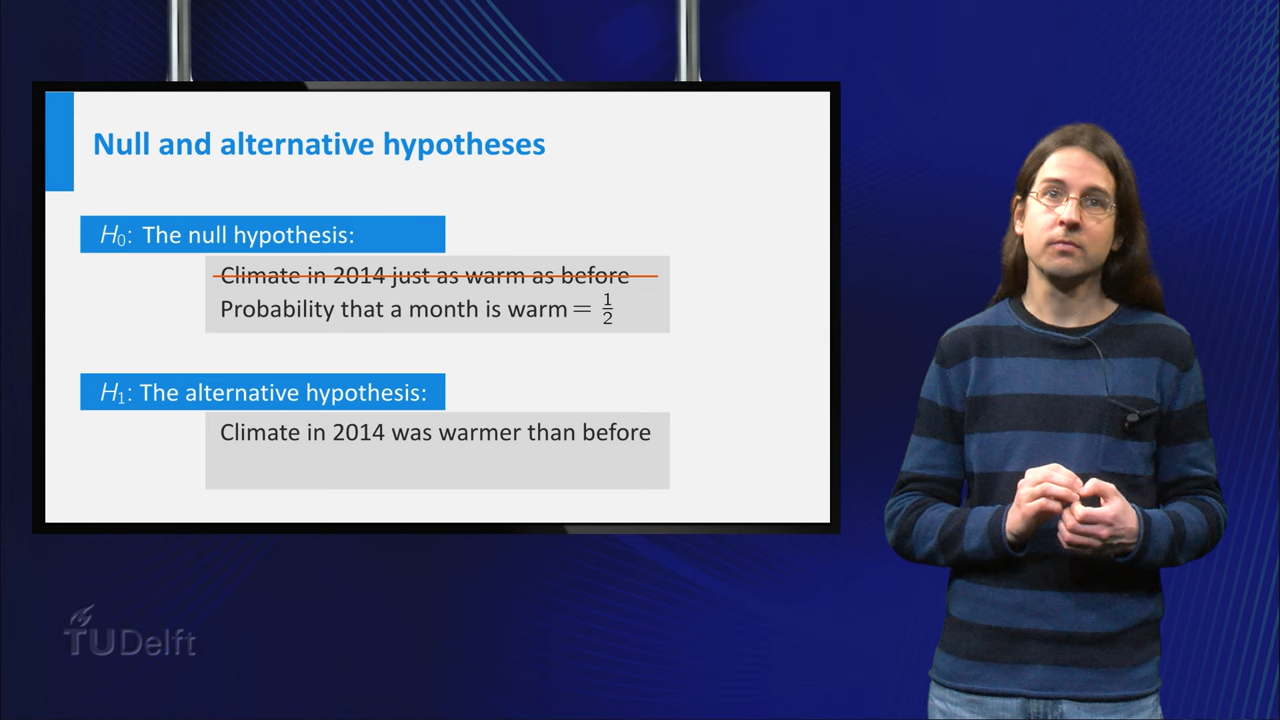 Null and alternative hypotheses
H₀: The null hypothesis:
Climate in 2014 just as warm as before
Probability that a month is warm = 1/2
H₁: The alternative hypothesis:
Climate in 2014 was warmer than before
TUDelft